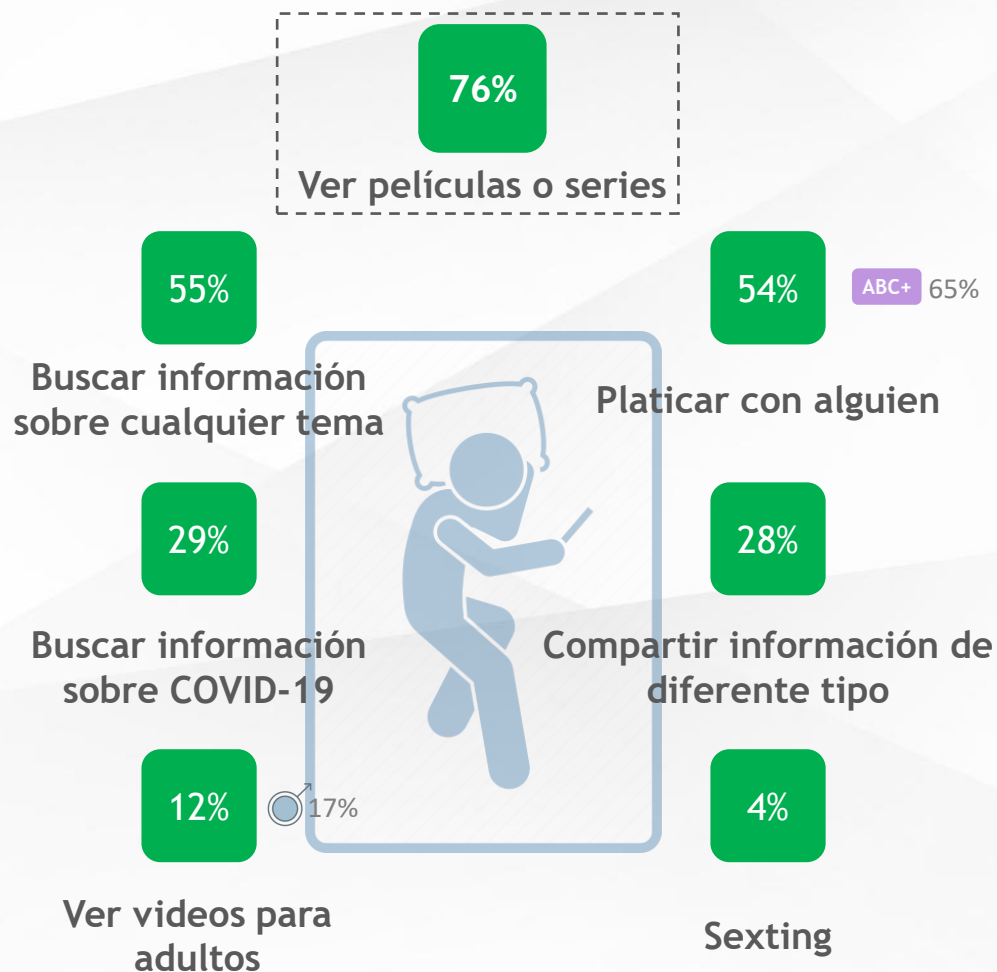 76%
Ver películas o series
55%
54%
ABC+ 65%
Buscar información
sobre cualquier tema
Platicar con alguien
29%
28%
Buscar información
sobre COVID-19
Compartir información de
diferente tipo
12%
17%
4%
Ver videos para
adultos
Sexting